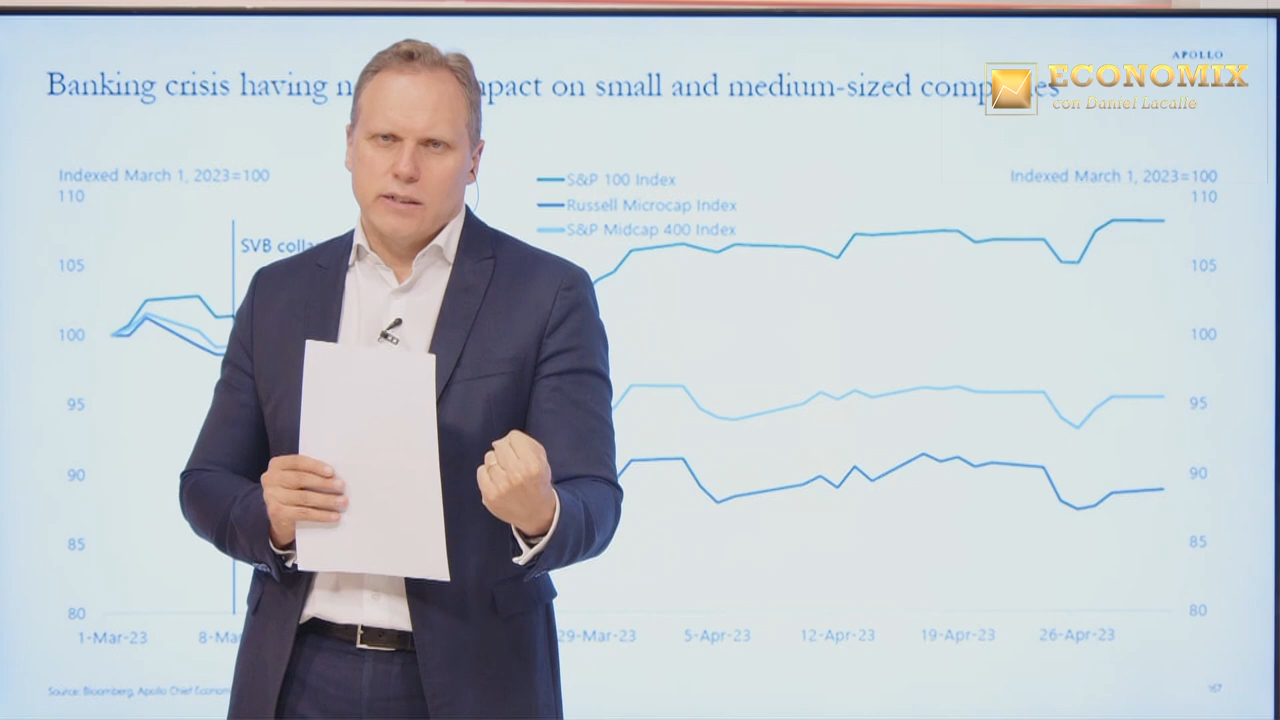 APOLLO
Banking crisis having n mpact on small and medium-sized comp es
ECONOMIX
con Daniel Lacalle
Indexed March 1, 2023=100
Indexed March 1, 2023=100
S&P 100 Index
Russell Microcap Index
S&P Midcap 400 Index
SVB colla
110
105
100
95
90
85
80
110
105
100
95
90
85
80
1-Mar-23
8-Mar
29-Mar-23
5-Apr-23
12-Apr-23
19-Apr-23
26-Apr-23
Source: Bloomberg, Apollo Chief Econom
167